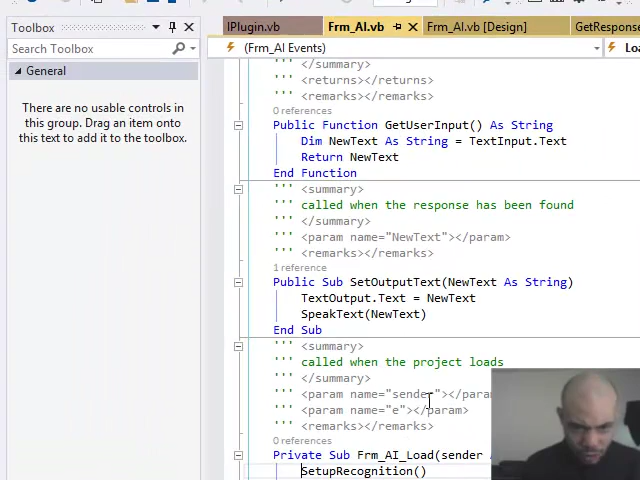 Toolbox
Search Toolbox
General
There are no usable controls in
this group. Drag an item onto
this text to add it to the toolbox.
IPlugin.vb
Frm_AI.vb
Frm_AI.vb [Design]
GetRespons
(Frm_AI Events)
Loa
''' </summary>
''' <returns></returns>
''' <remarks></remarks>
0 references
Public Function GetUserInput() As String
Dim NewText As String = TextInput.Text
Return NewText
End Function
''' <summary>
''' called when the response has been found
''' </summary>
''' <param name="NewText"></param>
''' <remarks></remarks>
1 reference
Public Sub SetOutputText(NewText As String)
TextOutput.Text = NewText
SpeakText(NewText)
End Sub
''' <summary>
''' called when the project loads
''' </summary>
''' <param name="sender"></param
''' <param name="e"></param>
''' <remarks></remarks>
0 references
Private Sub Frm_AI_Load(sender A
SetupRecognition()